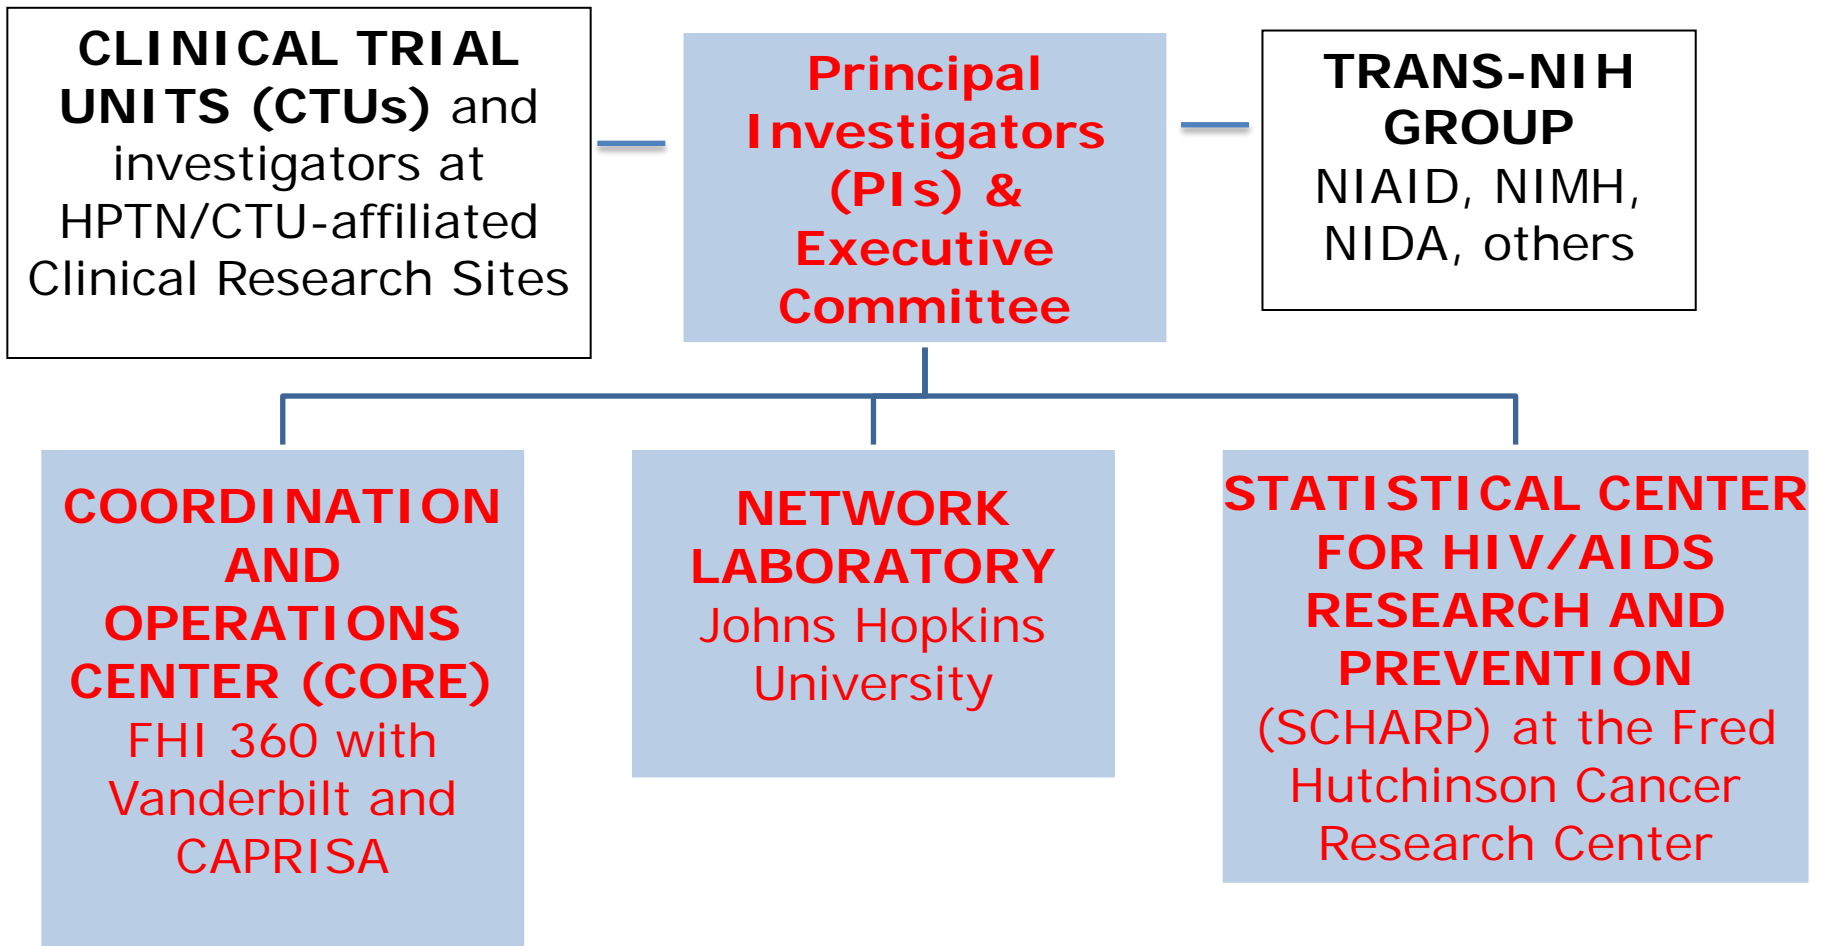 CLINICAL TRIAL
UNITS (CTUs) and
investigators at
HPTN/CTU-affiliated
Clinical Research Sites
Principal
Investigators
(PIs) &
Executive
Committee
TRANS-NIH
GROUP
NIAID, NIMH,
NIDA, others
COORDINATION
AND
OPERATIONS
CENTER (CORE)
FHI 360 with
Vanderbilt and
CAPRISA
NETWORK
LABORATORY
Johns Hopkins
University
STATISTICAL CENTER
FOR HIV/AIDS
RESEARCH AND
PREVENTION
(SCHARP) at the Fred
Hutchinson Cancer
Research Center